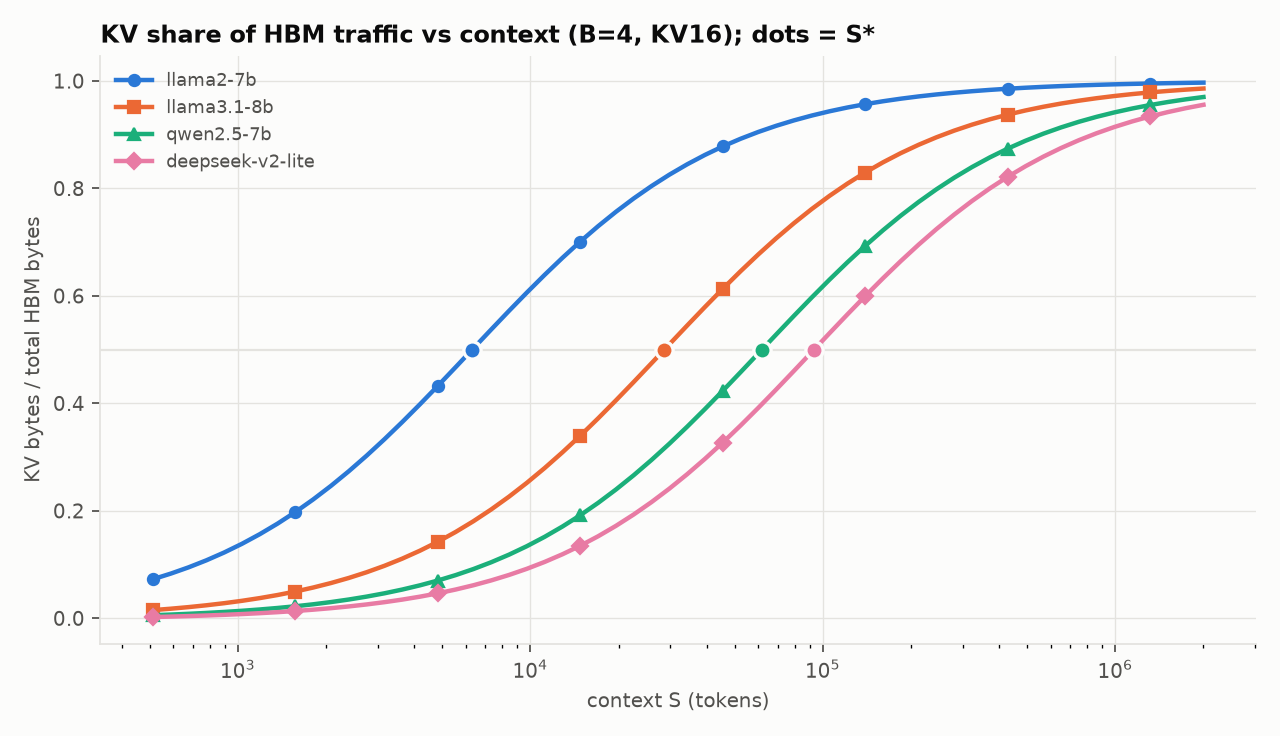 KV share of HBM traffic vs context (B=4, KV16); dots = S*
llama2-7b
llama3.1-8b
qwen2.5-7b
deepseek-v2-lite
KV bytes / total HBM bytes
1.0
0.8
0.6
0.4
0.2
0.0
10³ 10⁴ 10⁵ 10⁶
context S (tokens)